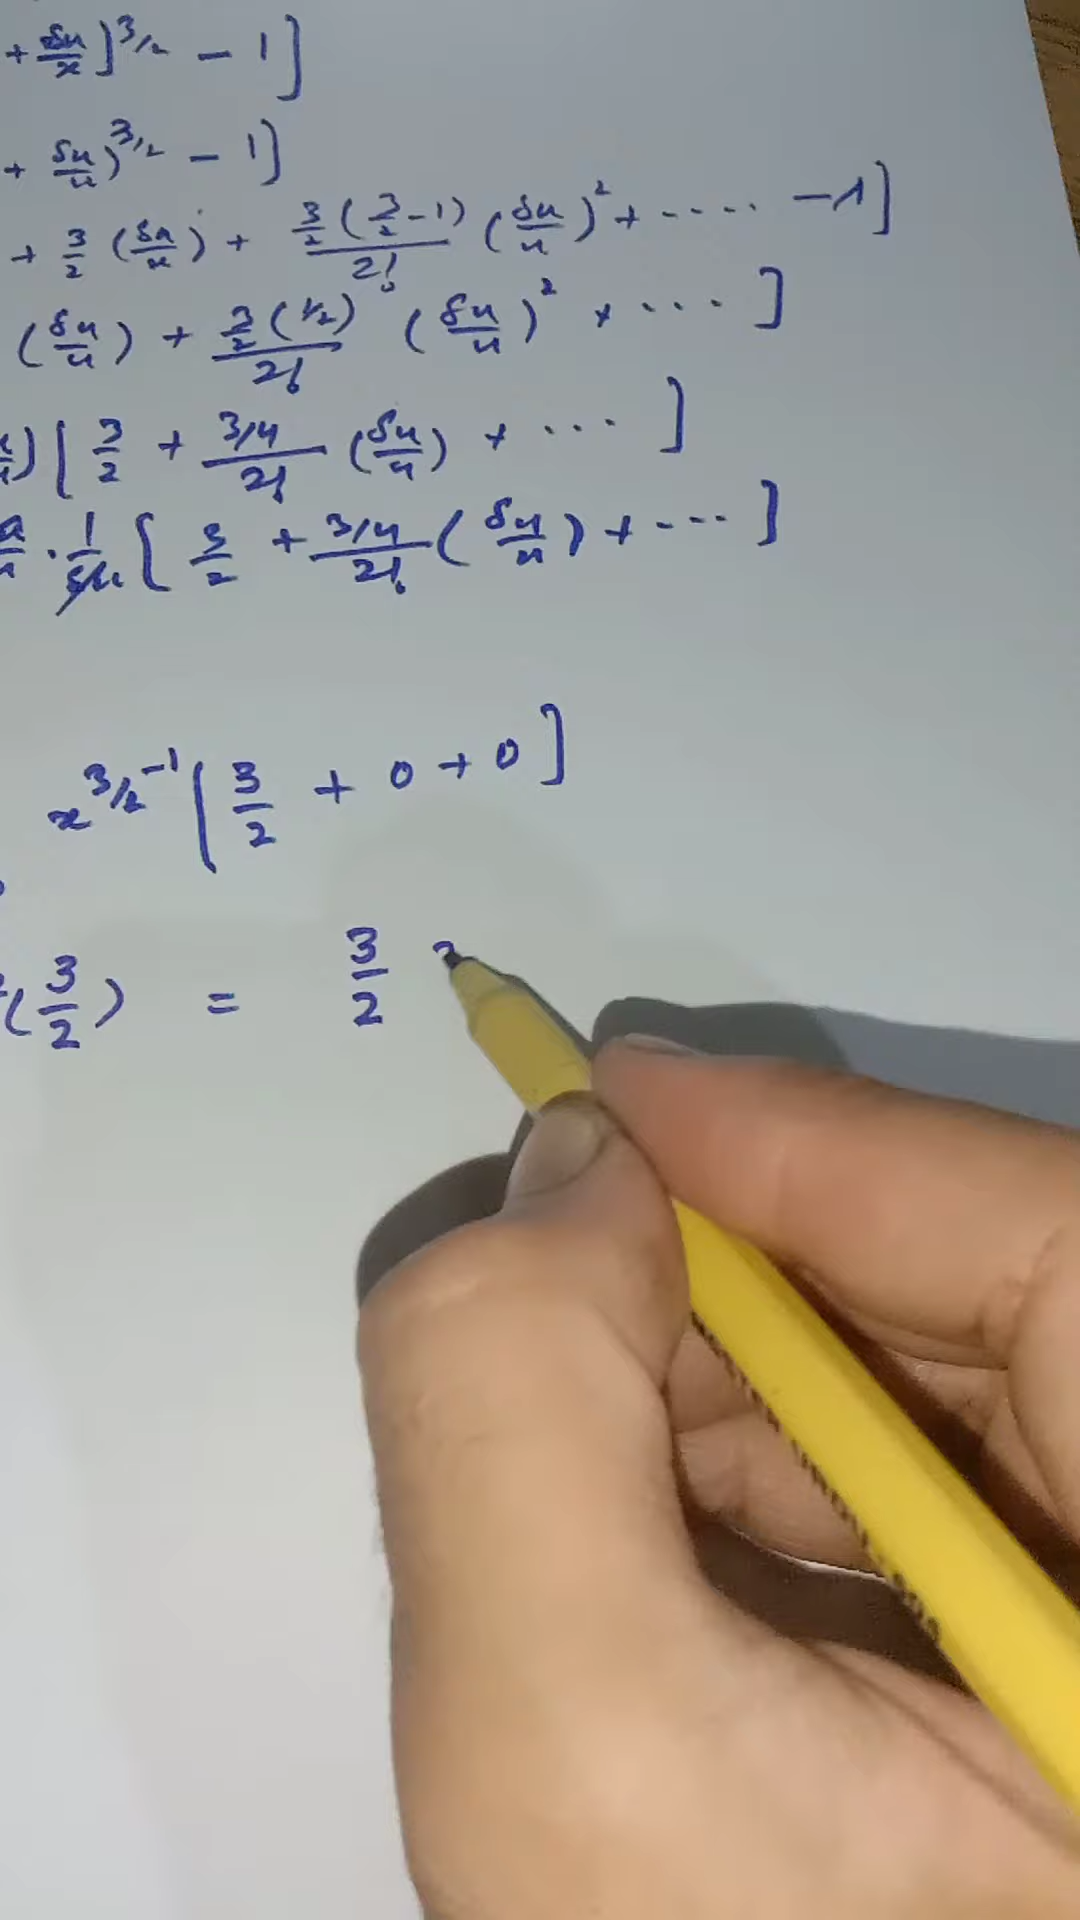 + δx/x ]^3/2 - 1 ]
+ δx/x )^3/2 - 1 ]
+ 3/2 (δx/x) + 3/2 (3/2 - 1)/2! (δx/x)^2 + ..... - 1 ]
(δx/x) + 3/2 (1/2)/2! (δx/x)^2 + .... ]
) [ 3/2 + 3/4/2! (δx/x) + ... ]
. 1/δx [ 3/2 + 3/4/2! (δx/x) + ... ]
x^3/2 -1 [ 3/2 + 0 + 0 ]
(3/2) = 3/2